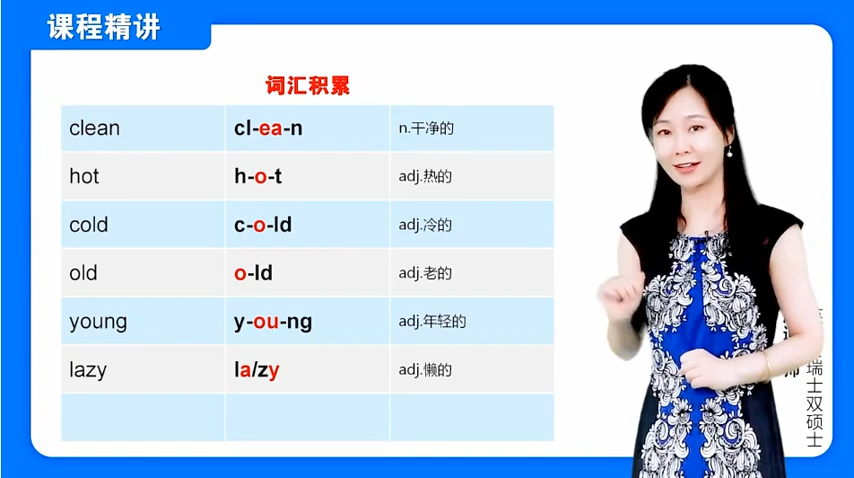 课程精讲
词汇积累
clean cl-ea-n n.干净的
hot h-o-t adj.热的
cold c-o-ld adj.冷的
old o-ld adj.老的
young y-ou-ng adj.年轻的
lazy la/zy adj.懒的
瑞士双硕士
师